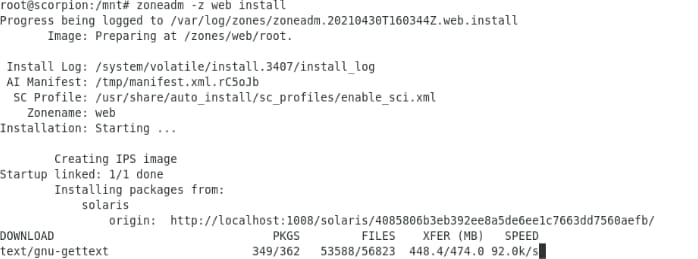 root@scorpion:/mnt# zoneadm -z web install
Progress being logged to /var/log/zones/zoneadm.20210430T160344Z.web.install
Image: Preparing at /zones/web/root.
Install Log: /system/volatile/install.3407/install_log
AI Manifest: /tmp/manifest.xml.rC5oJb
SC Profile: /usr/share/auto_install/sc_profiles/enable_sci.xml
Zonename: web
Installation: Starting ...
Creating IPS image
Startup linked: 1/1 done
Installing packages from:
solaris
origin: http://localhost:1008/solaris/4085806b3eb392ee8a5de6ee1c7663dd7560aefb/
DOWNLOAD PKGS FILES XFER (MB) SPEED
text/gnu-gettext 349/362 53588/56823 448.4/474.0 92.0k/s